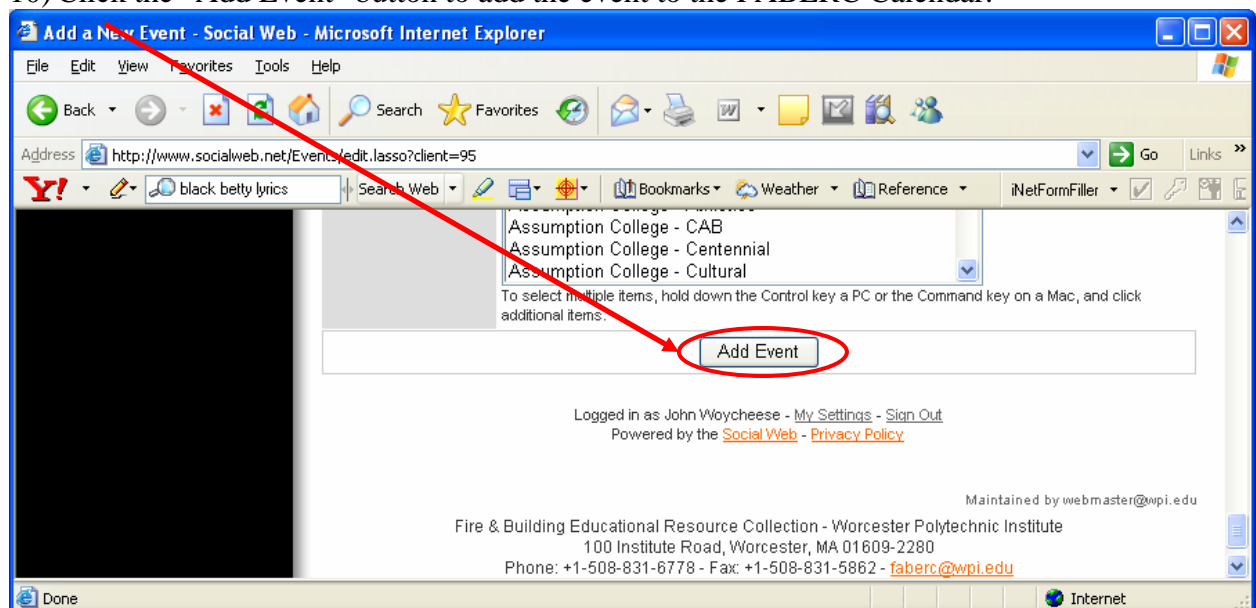 10) Click the "Add Event" button to add the event to the FABERC Calendar.
Add a New Event - Social Web - Microsoft Internet Explorer
File Edit View Favorites Tools Help
Back Search Favorites
Address http://www.socialweb.net/Events/edit.lasso?client=95 Go Links »
Y! black betty lyrics Search Web Bookmarks Weather Reference iNetFormFiller
Assumption College - Athletics
Assumption College - CAB
Assumption College - Centennial
Assumption College - Cultural
To select multiple items, hold down the Control key a PC or the Command key on a Mac, and click
additional items.
Add Event
Logged in as John Woycheese - My Settings - Sign Out
Powered by the Social Web - Privacy Policy
Maintained by webmaster@wpi.edu
Fire & Building Educational Resource Collection - Worcester Polytechnic Institute
100 Institute Road, Worcester, MA 01609-2280
Phone: +1-508-831-6778 - Fax: +1-508-831-5862 - faberc@wpi.edu
Done Internet